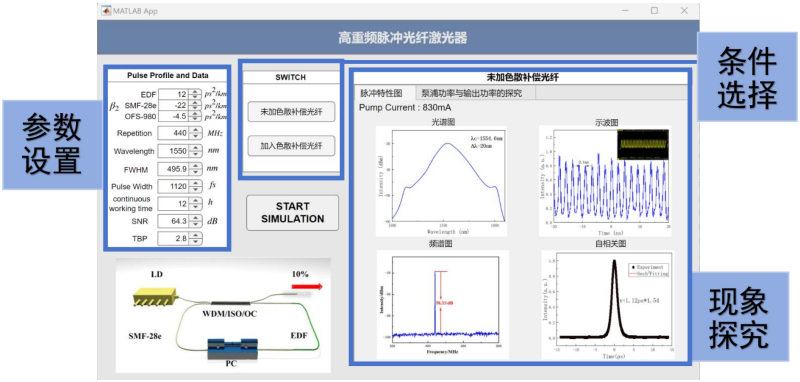 MATLAB App
高重频脉冲光纤激光器
参数
设置
条件
选择
现象
探究
Pulse Profile and Data
EDF 12 ps²/km
β₂ SMF-28e -22 ps²/km
OFS-980 -4.5 ps²/km
Repetition 440 MHz
Wavelength 1550 nm
FWHM 495.9 nm
Pulse Width 1120 fs
continuous
working time 12 h
SNR 64.3 dB
TBP 2.8
SWITCH
未加色散补偿光纤
加入色散补偿光纤
START
SIMULATION
LD
10%
WDM/ISO/OC
SMF-28e
EDF
PC
未加色散补偿光纤
脉冲特性图 泵浦功率与输出功率的探究
Pump Current : 830mA
光谱图
λc=1554.6nm
Δλ=20nm
Intensity (dBm)
Wavelength (nm)
示波图
Intensity (a.u.)
Time (ns)
频谱图
Intensity/dBm
Frequency/MHz
自相关图
Experiment
Sech²Fitting
τ=1.12ps*1.54
Intensity(a.u.)
Time(ps)